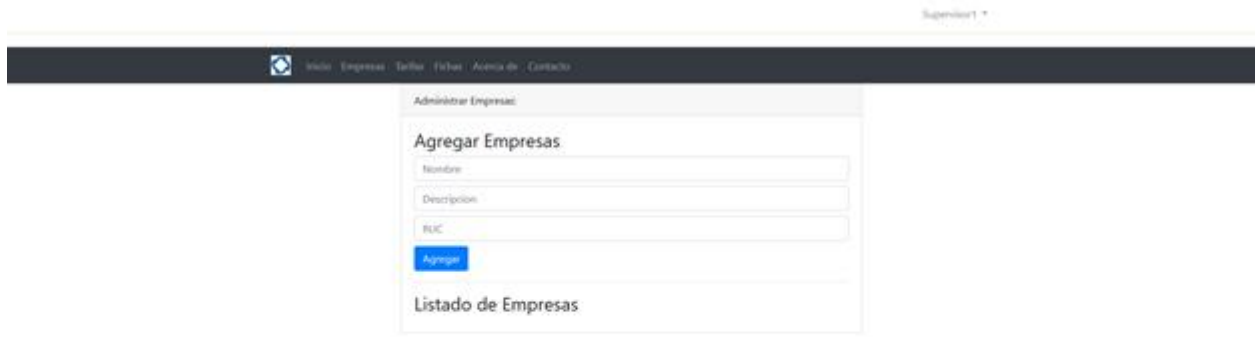 Supervisor1
Inicio Empresas Tarifas Fichas Acerca de Contacto
Administrar Empresas:
Agregar Empresas
Nombre
Descripcion
RUC
Agregar
Listado de Empresas